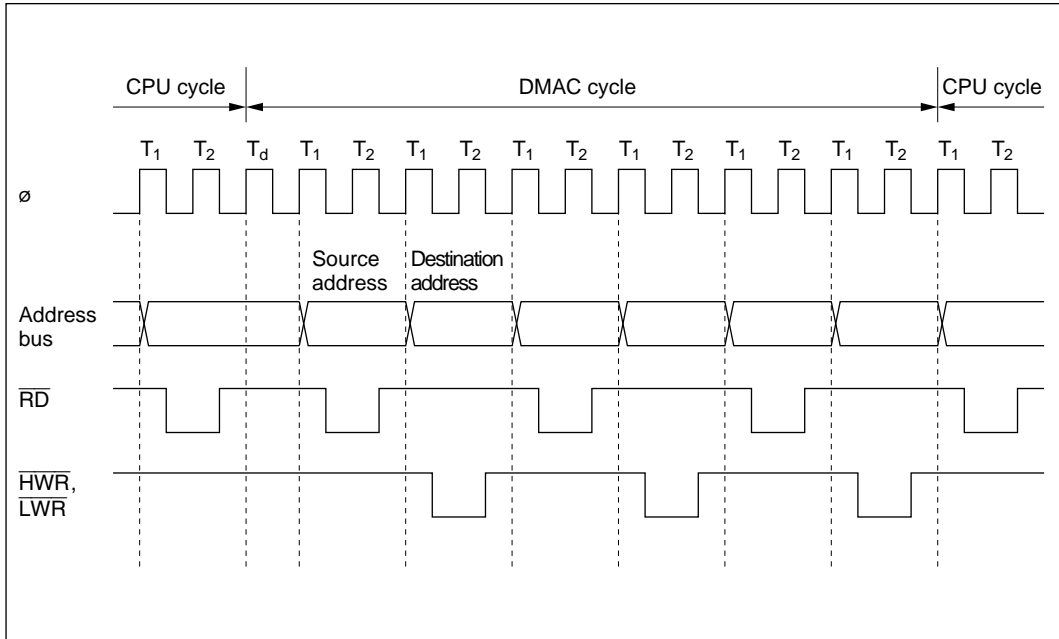 CPU cycle DMAC cycle CPU cycle
T1 T2 Td T1 T2 T1 T2 T1 T2 T1 T2 T1 T2 T1 T2 T1 T2
ø
Source address
Destination address
Address bus
RD
HWR,
LWR